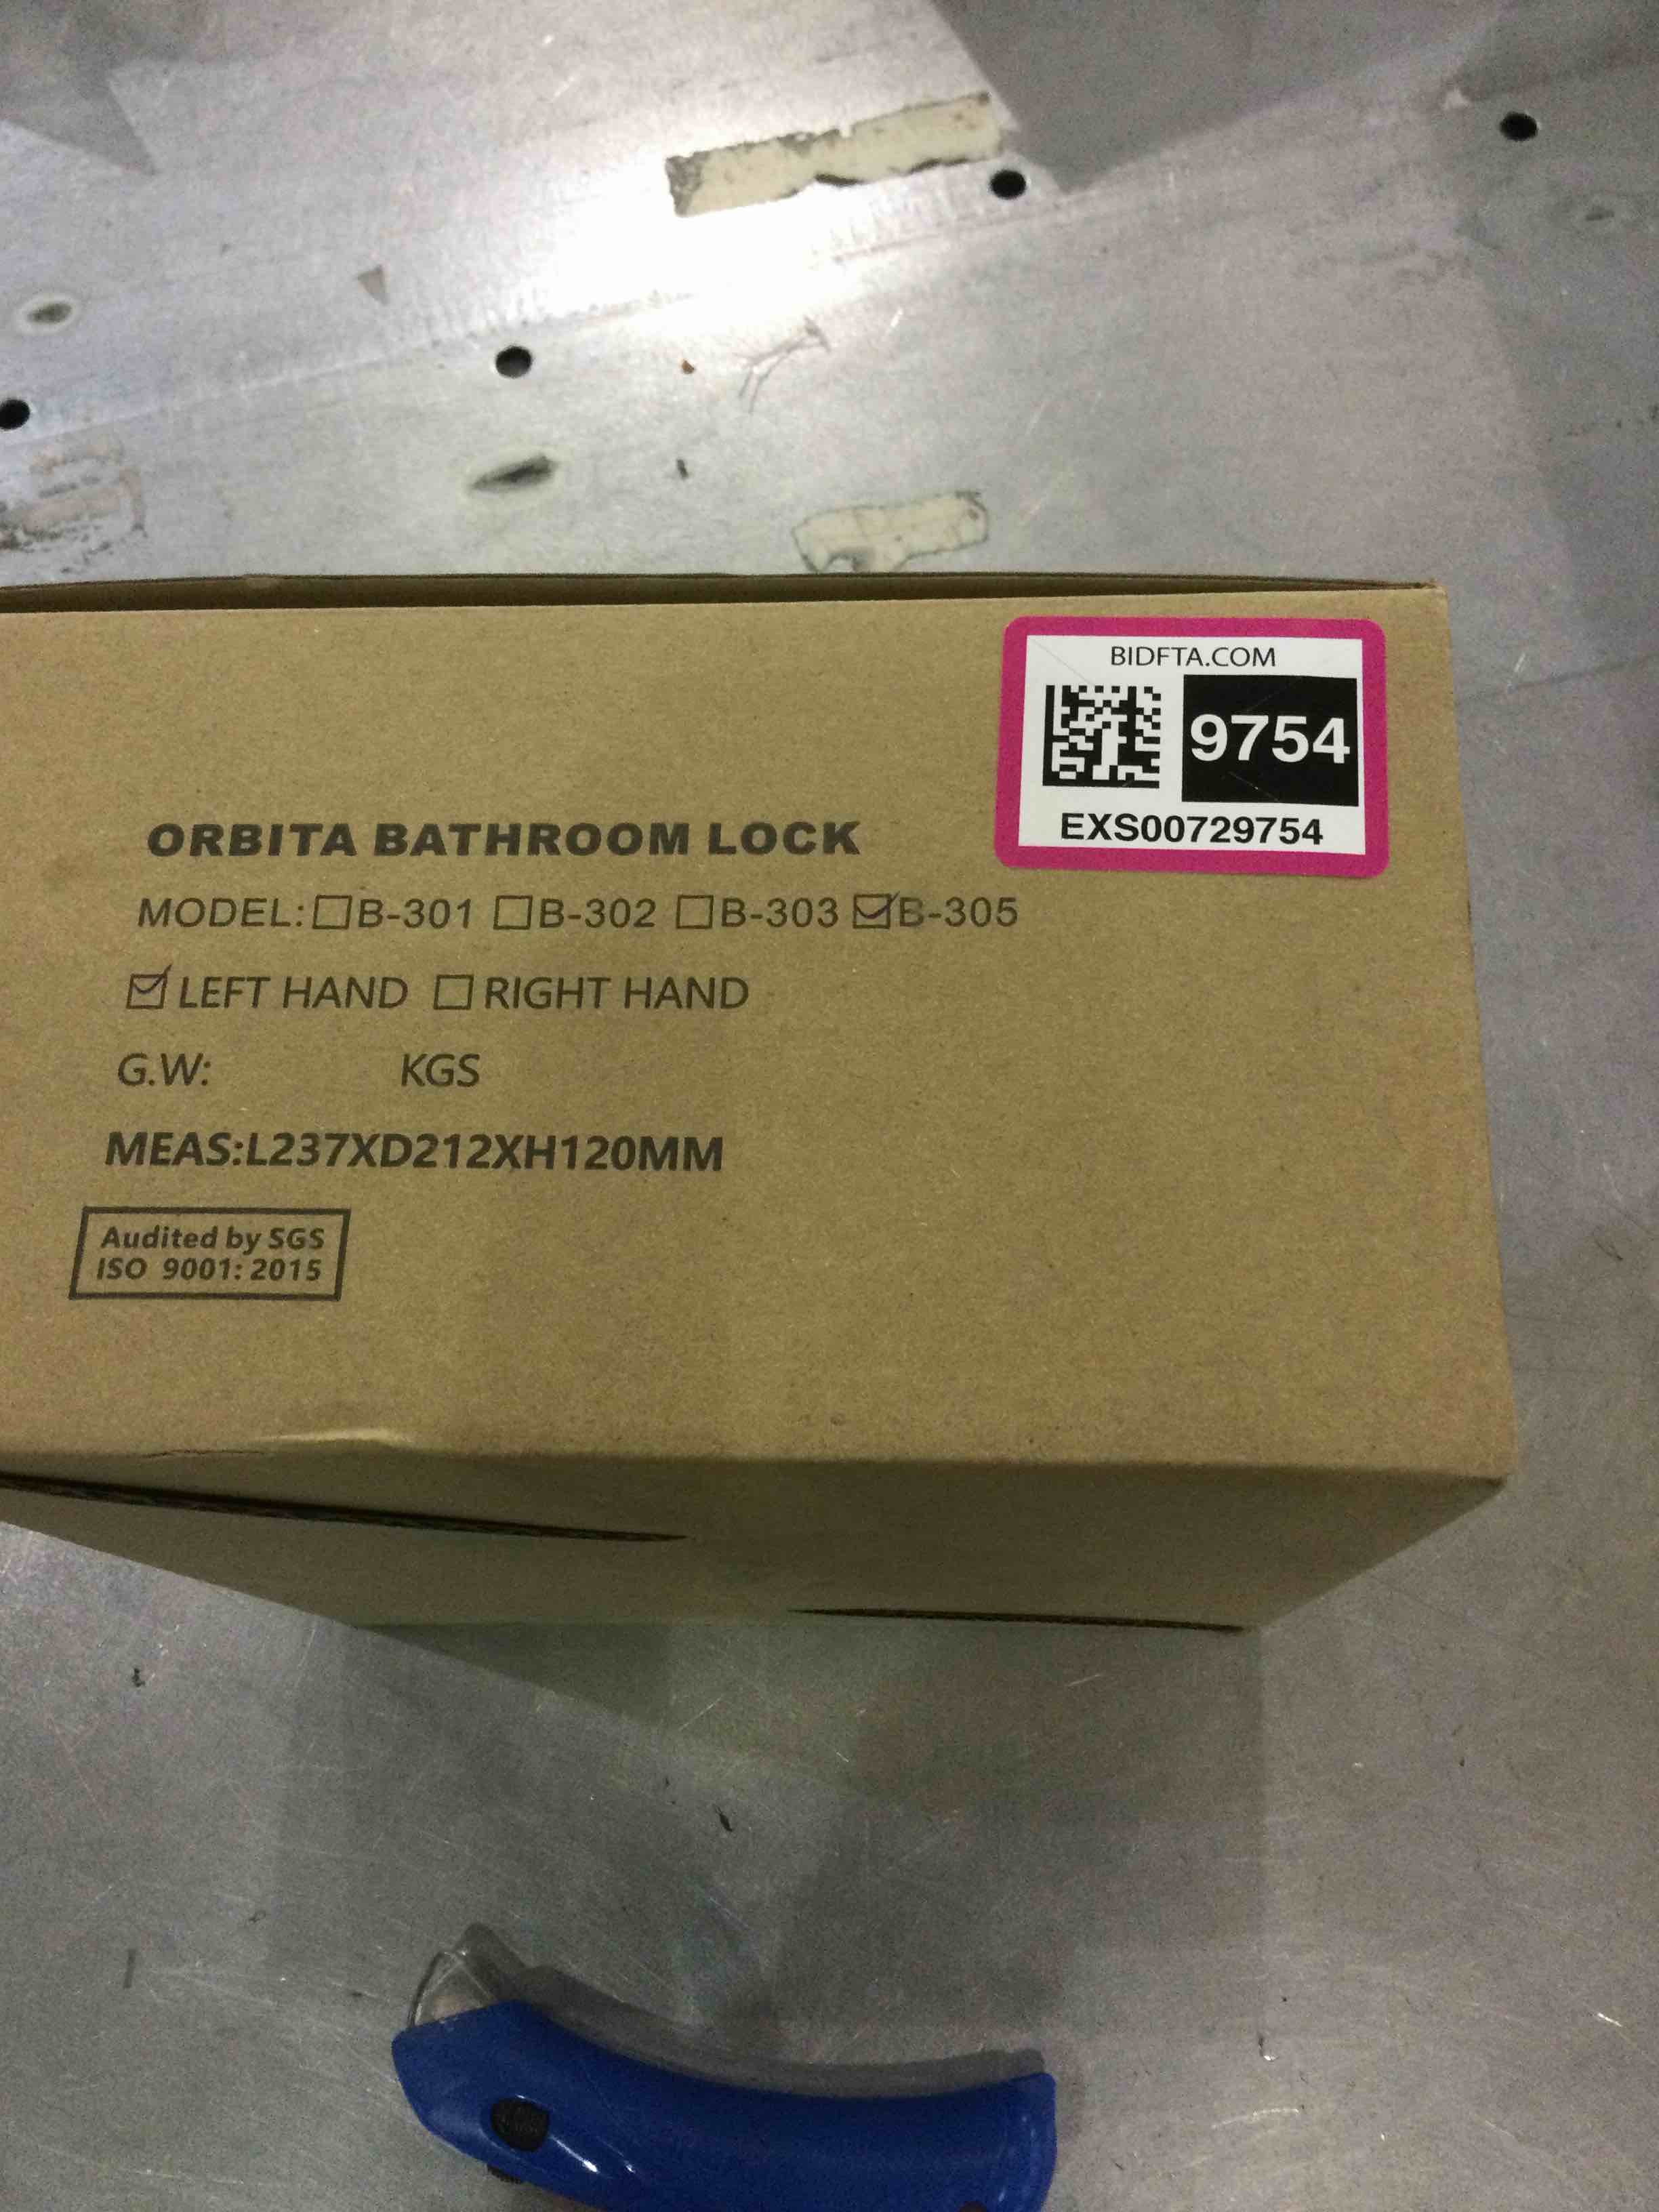 BIDFTA.COM
9754
EXS00729754
ORBITA BATHROOM LOCK
MODEL:☐B-301 ☐B-302 ☐B-303 ☑B-305
☑LEFT HAND ☐RIGHT HAND
G.W: KGS
MEAS:L237XD212XH120MM
Audited by SGS
ISO 9001: 2015